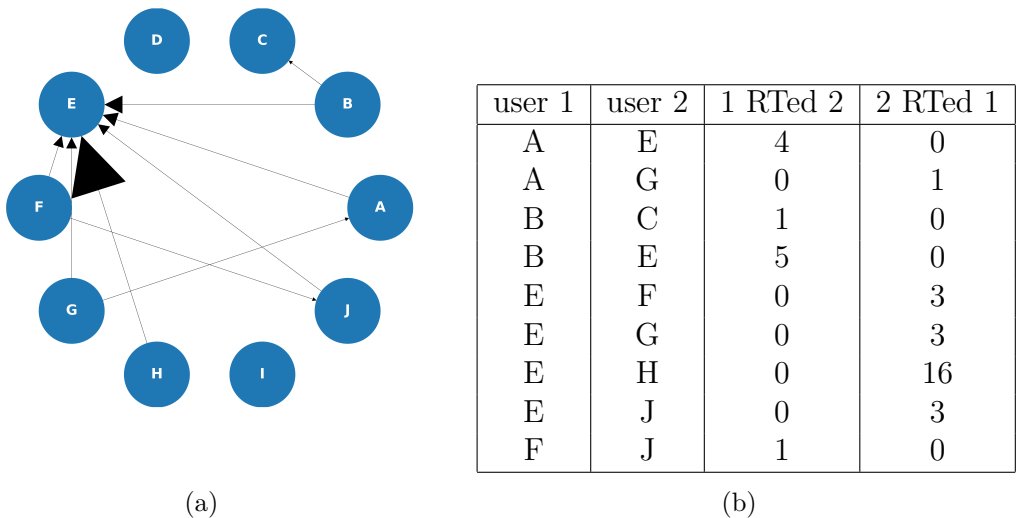 D
C
E
B
F
A
G
J
H
I
(a)
user 1 user 2 1 RTed 2 2 RTed 1
A E 4 0
A G 0 1
B C 1 0
B E 5 0
E F 0 3
E G 0 3
E H 0 16
E J 0 3
F J 1 0
(b)